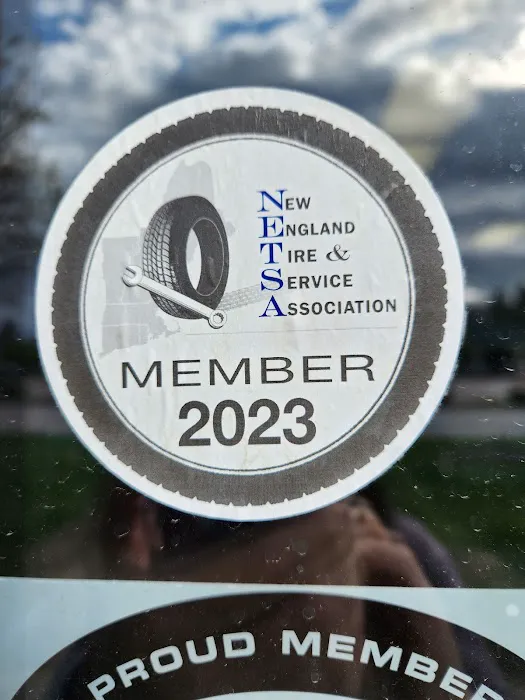 NEW
ENGLAND
TIRE &
SERVICE
ASSOCIATION
MEMBER
2023
PROUD MEMBER